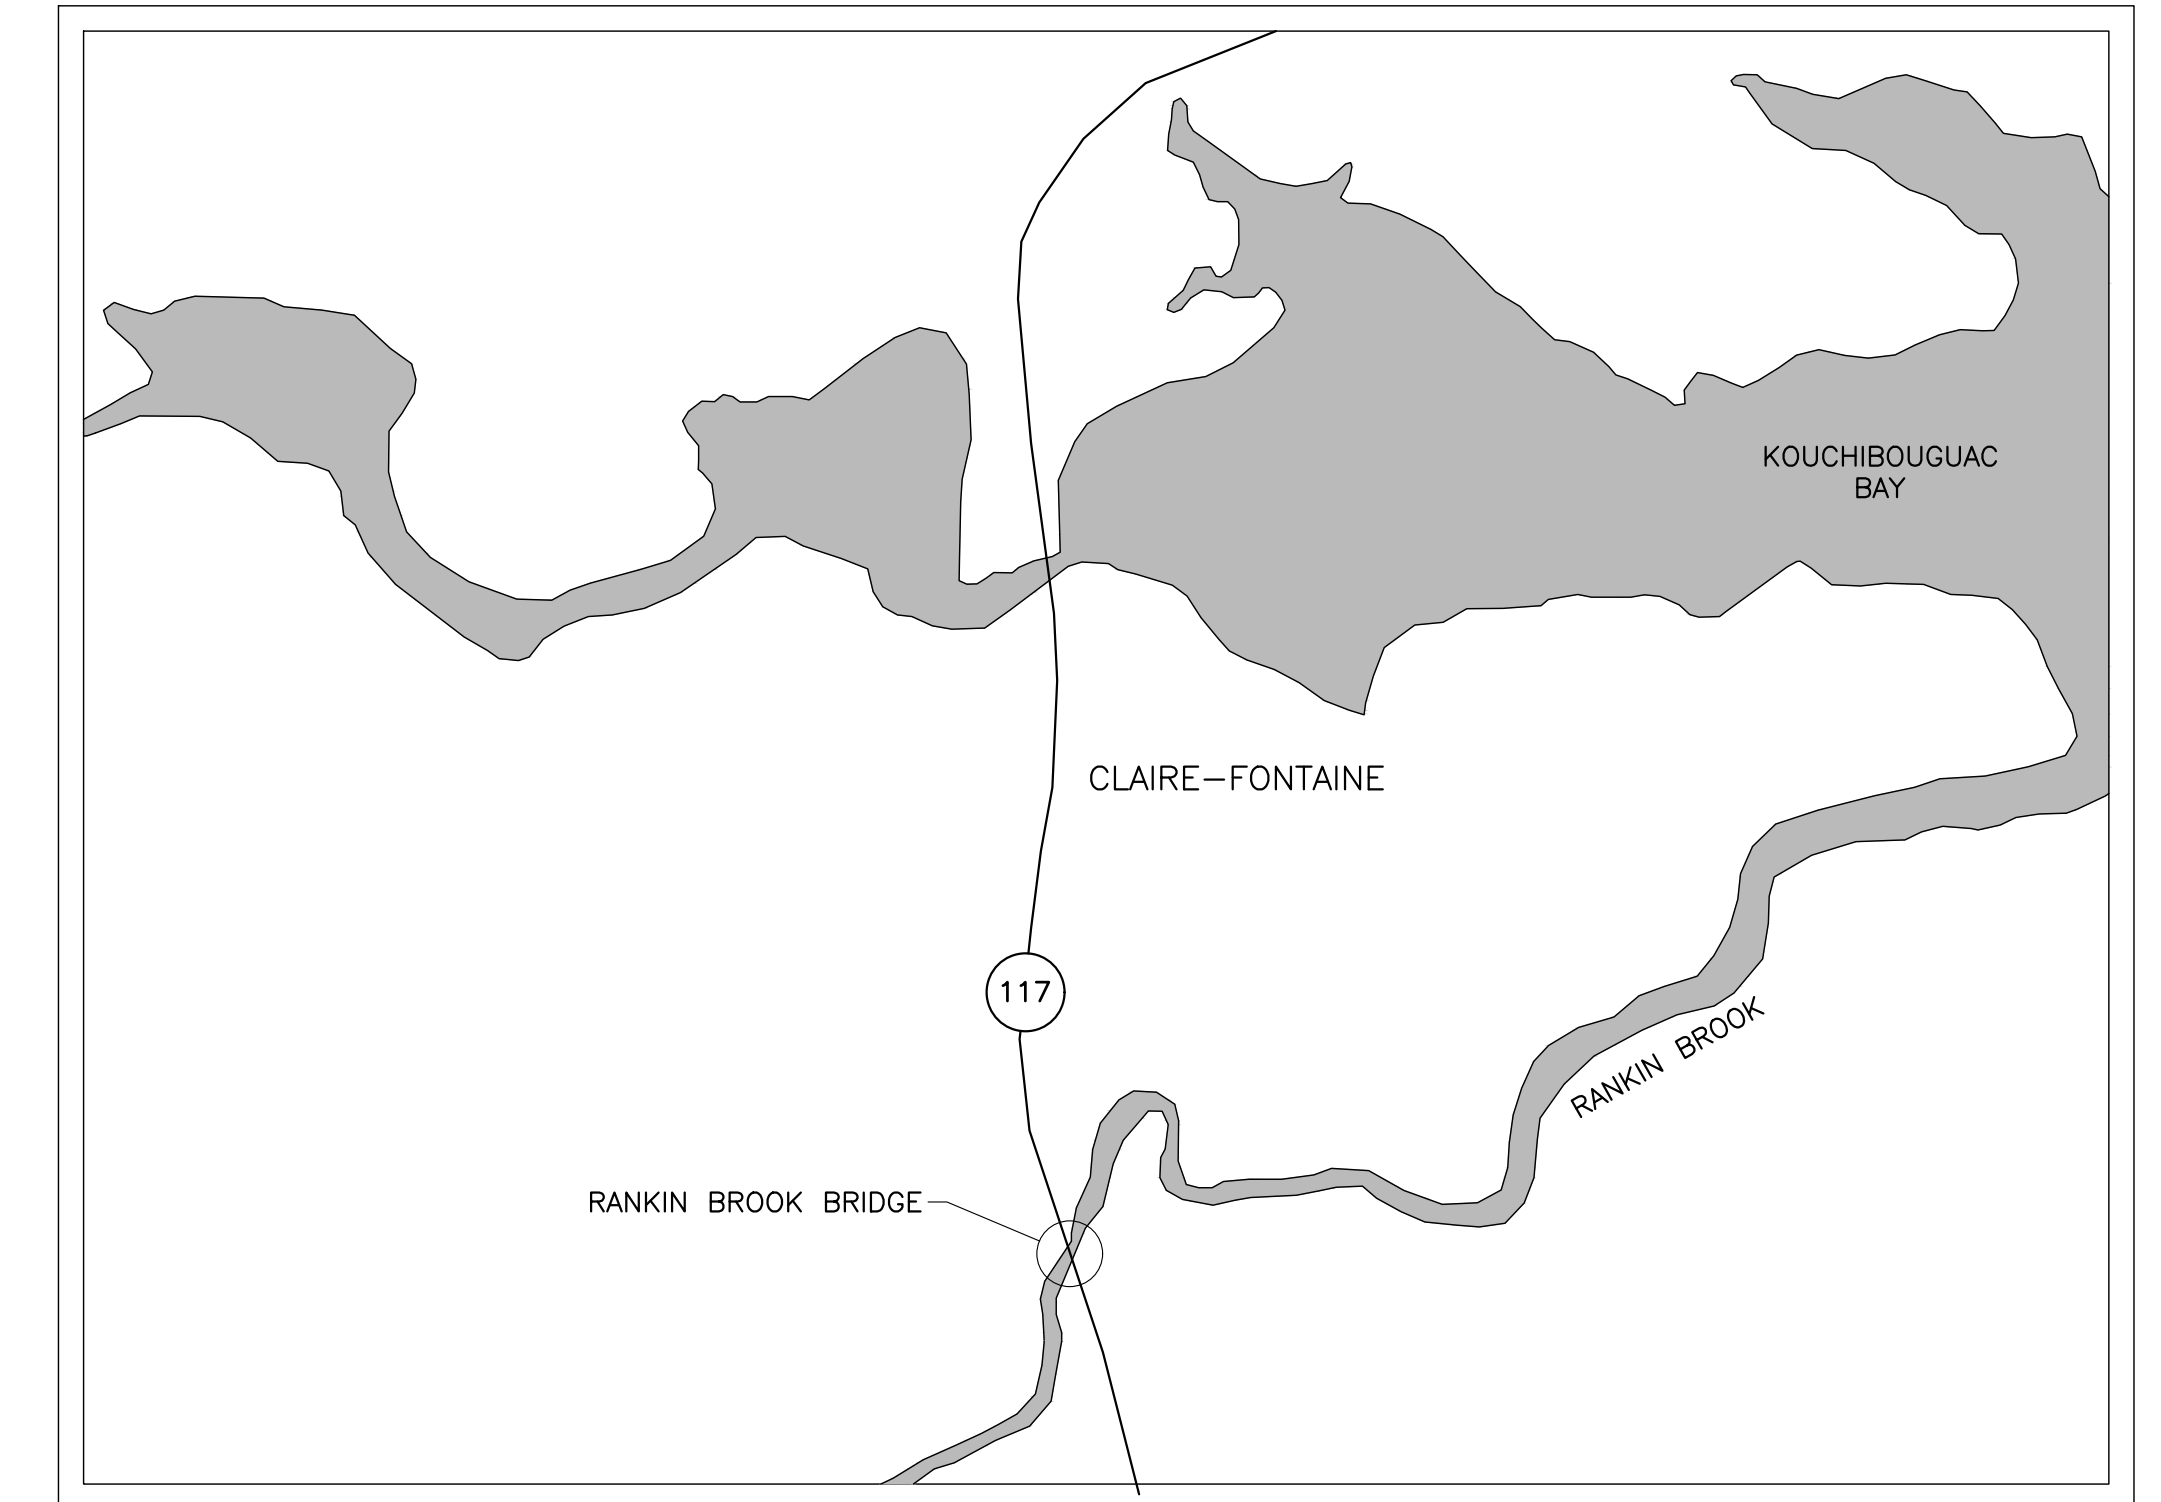 KOUCHIBOUGUAC
BAY
CLAIRE-FONTAINE
117
RANKIN BROOK
RANKIN BROOK BRIDGE